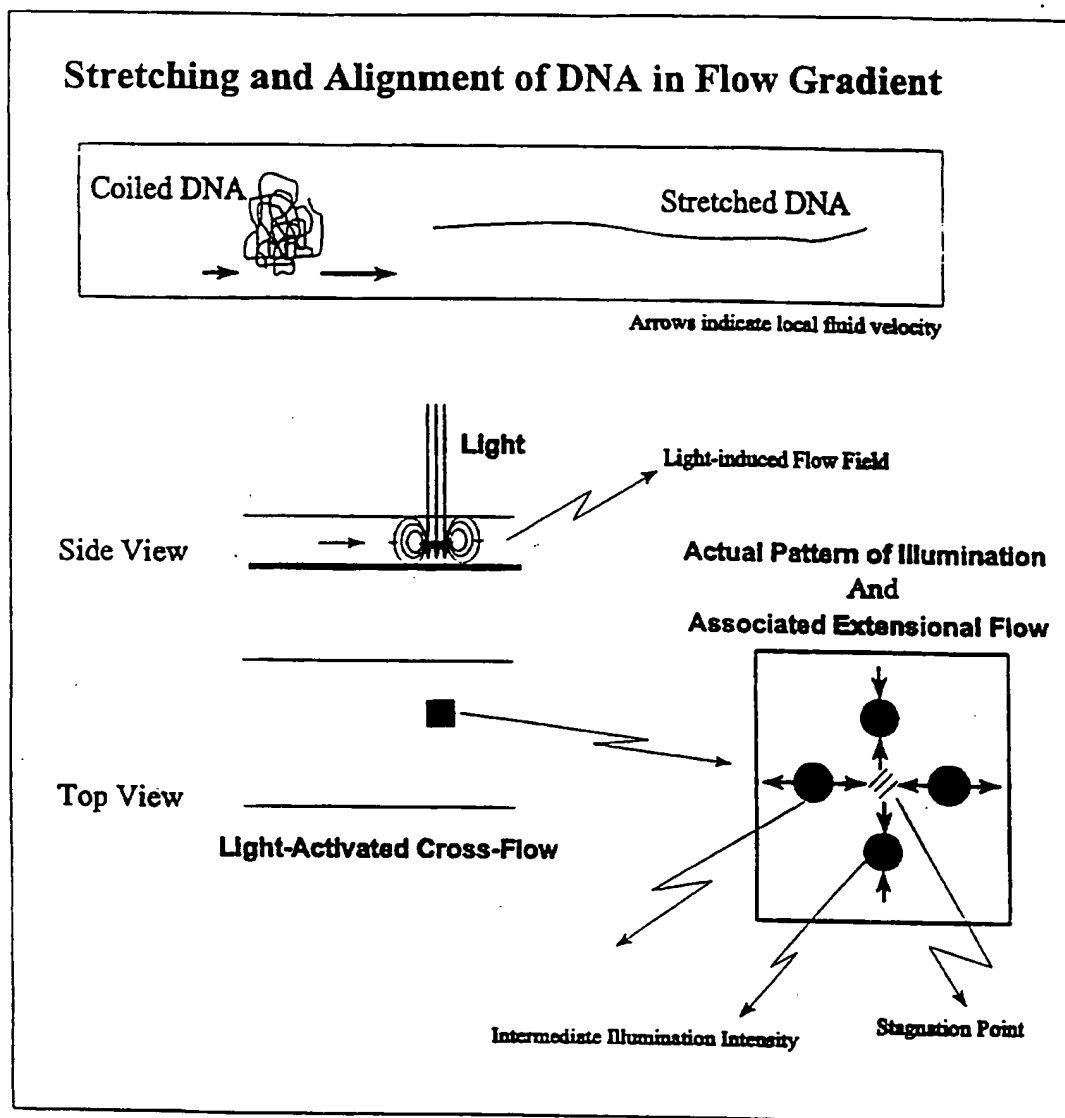 Stretching and Alignment of DNA in Flow Gradient
Coiled DNA
Stretched DNA
Arrows indicate local fluid velocity
Light
Light-induced Flow Field
Side View
Actual Pattern of Illumination
And
Associated Extensional Flow
Top View
Light-Activated Cross-Flow
Intermediate Illumination Intensity
Stagnation Point